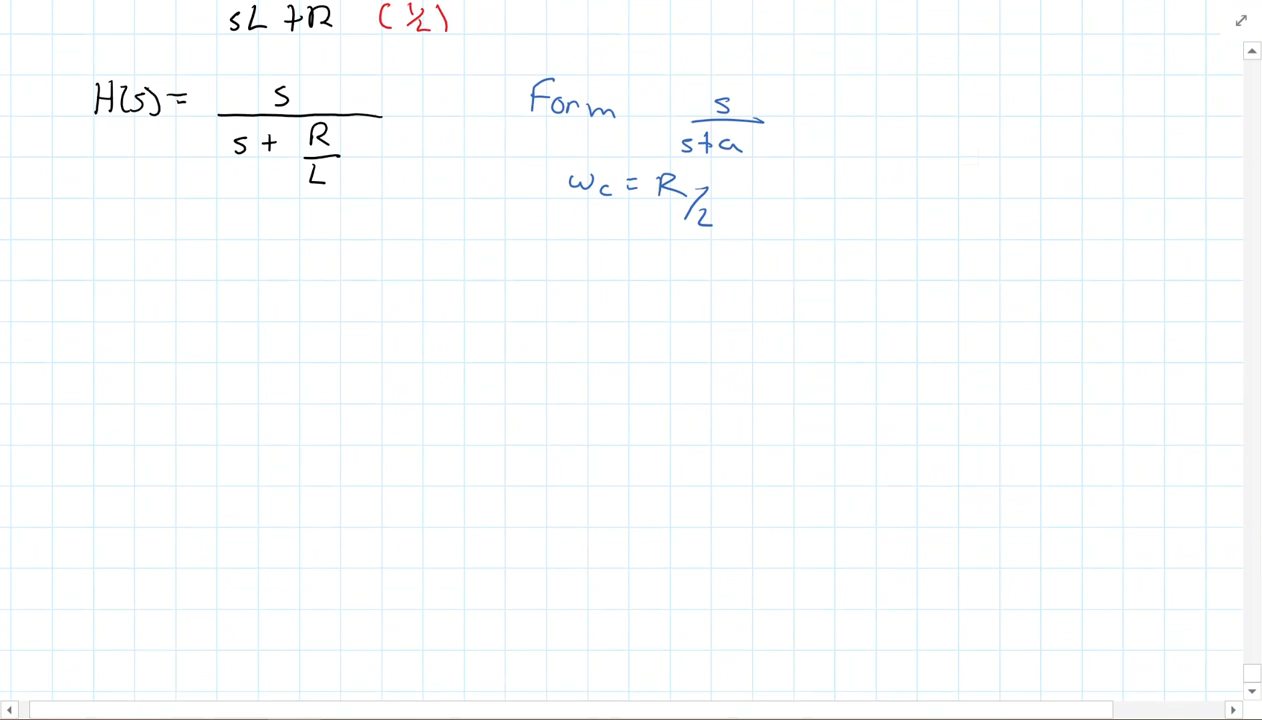 sL + R (1/2)
H(s) = s / (s + R/L)
Form s / (s+a)
ωc = R/2